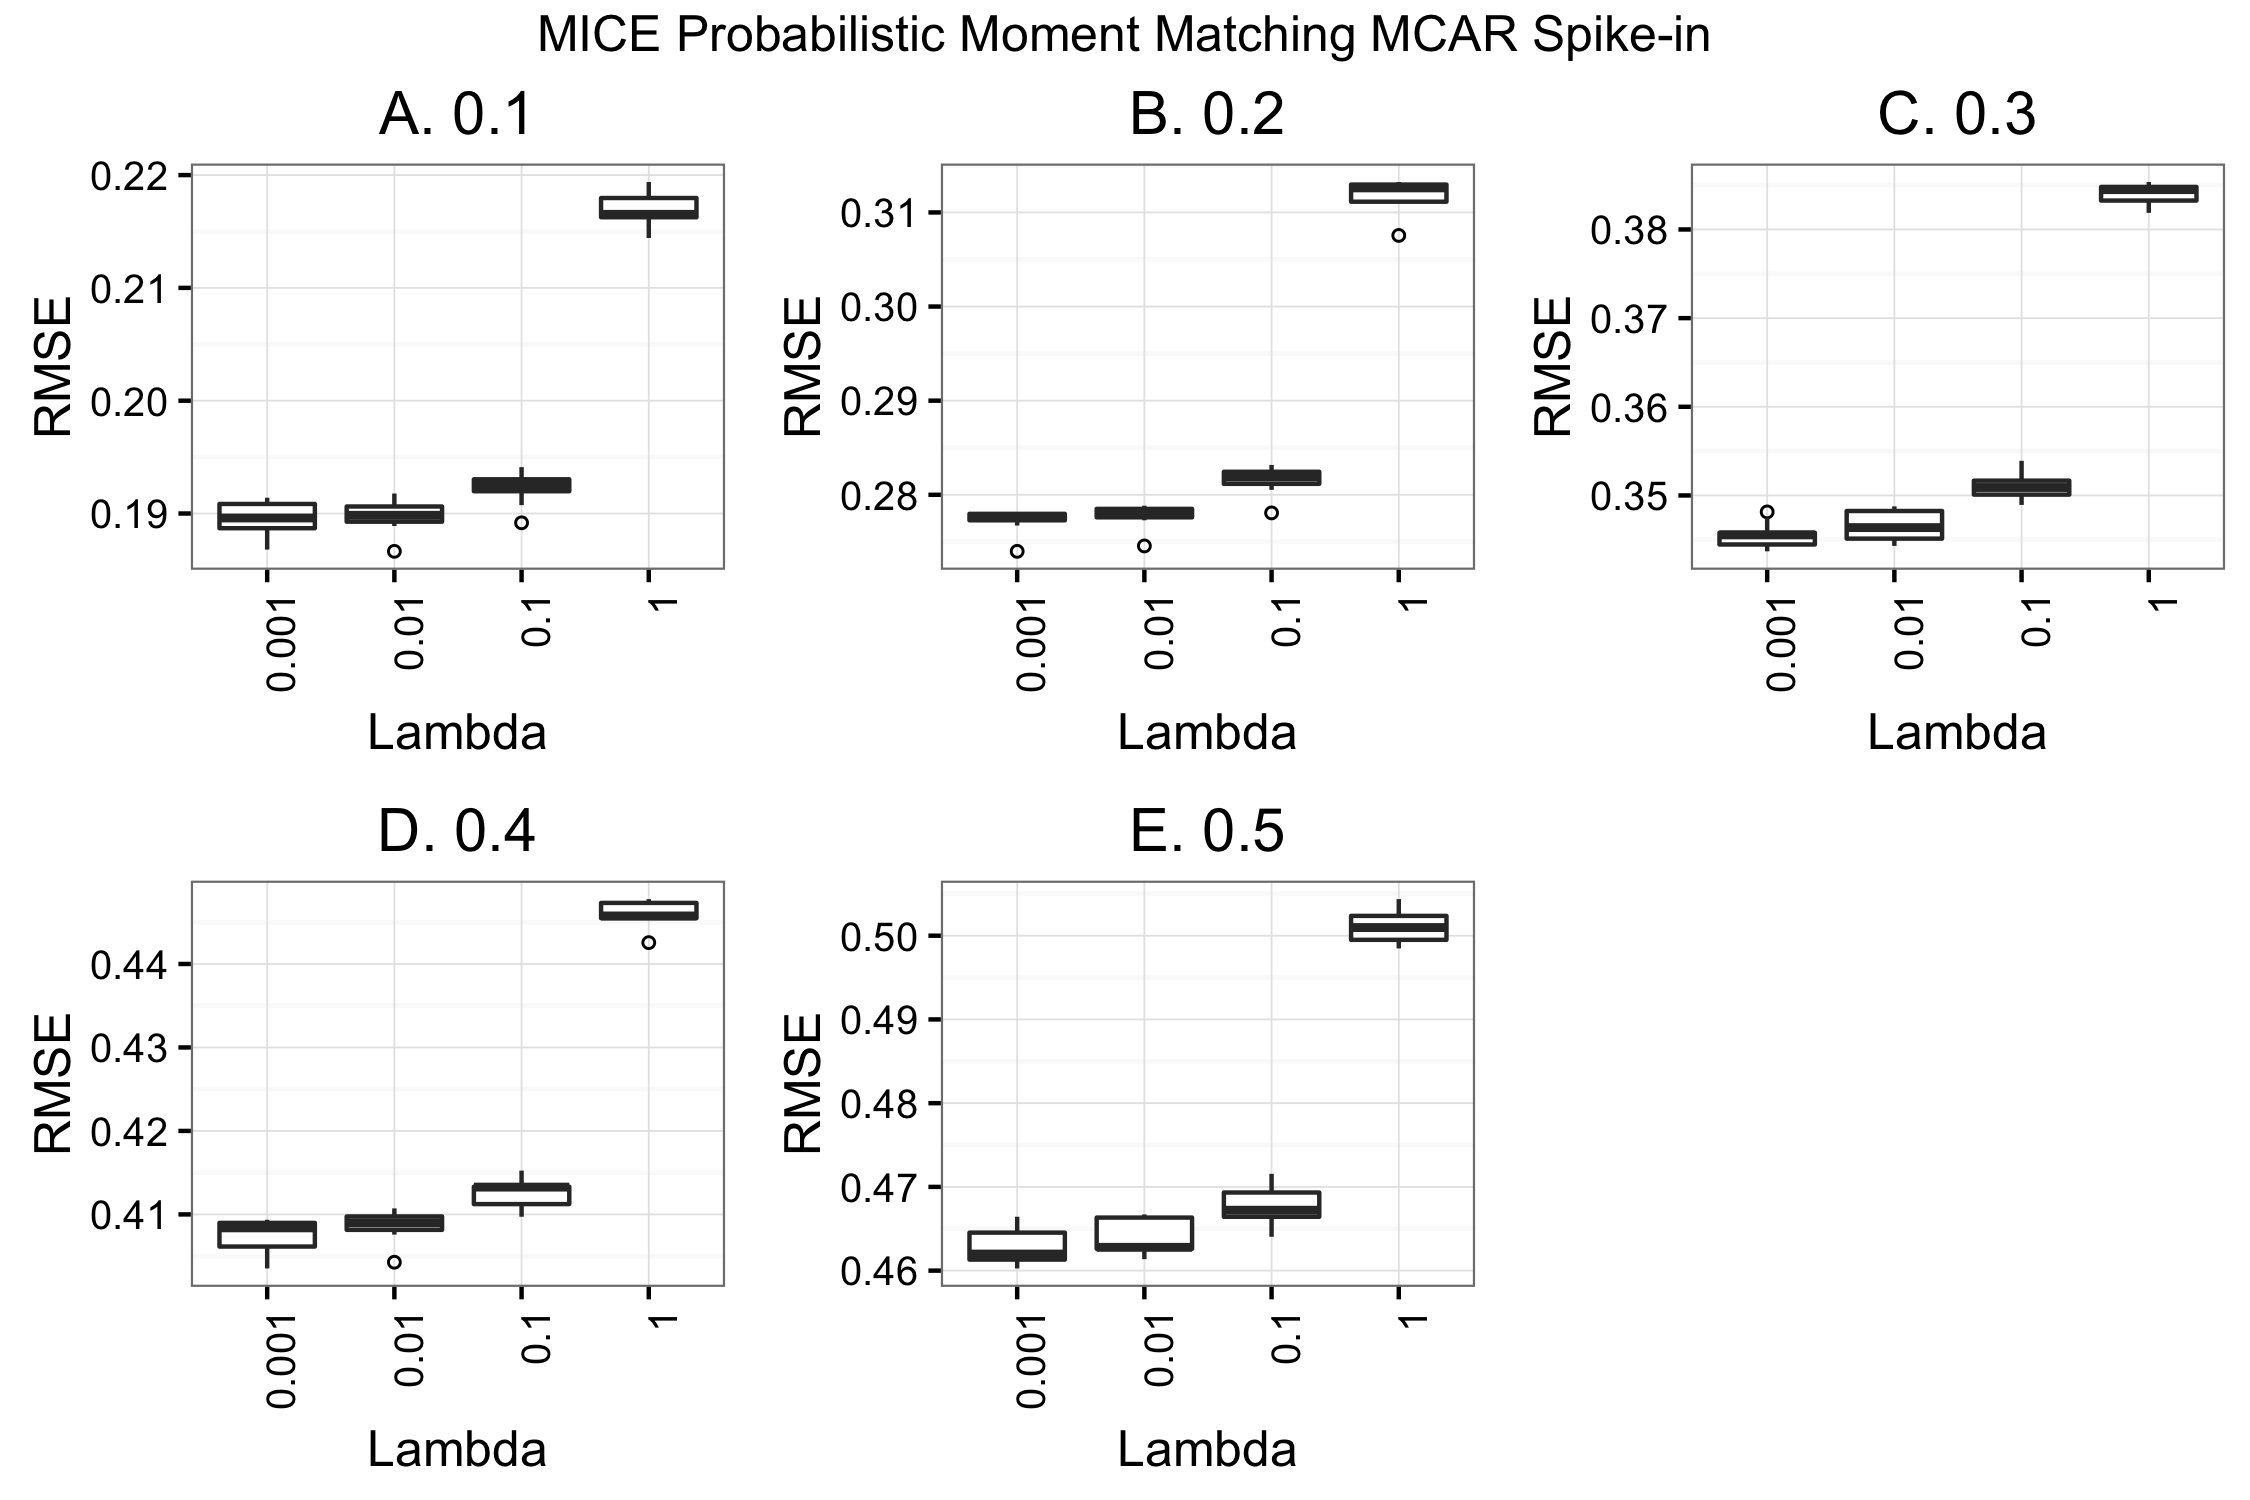 MICE Probabilistic Moment Matching MCAR Spike-in
A. 0.1
RMSE
0.22
0.21
0.20
0.19
0.001
0.01
0.1
1
Lambda
B. 0.2
RMSE
0.31
0.30
0.29
0.28
0.001
0.01
0.1
1
Lambda
C. 0.3
RMSE
0.38
0.37
0.36
0.35
0.001
0.01
0.1
1
Lambda
D. 0.4
RMSE
0.44
0.43
0.42
0.41
0.001
0.01
0.1
1
Lambda
E. 0.5
RMSE
0.50
0.49
0.48
0.47
0.46
0.001
0.01
0.1
1
Lambda